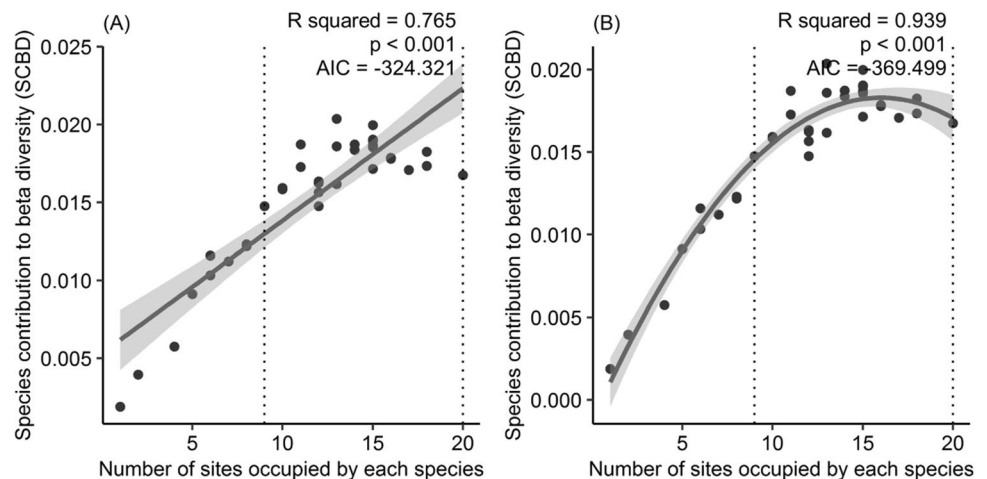 (A)
R squared = 0.765
p < 0.001
AIC = -324.321
Species contribution to beta diversity (SCBD)
0.025
0.020
0.015
0.010
0.005
5 10 15 20
Number of sites occupied by each species
(B)
R squared = 0.939
p < 0.001
AIC = -369.499
Species contribution to beta diversity (SCBD)
0.020
0.015
0.010
0.005
0.000
5 10 15 20
Number of sites occupied by each species